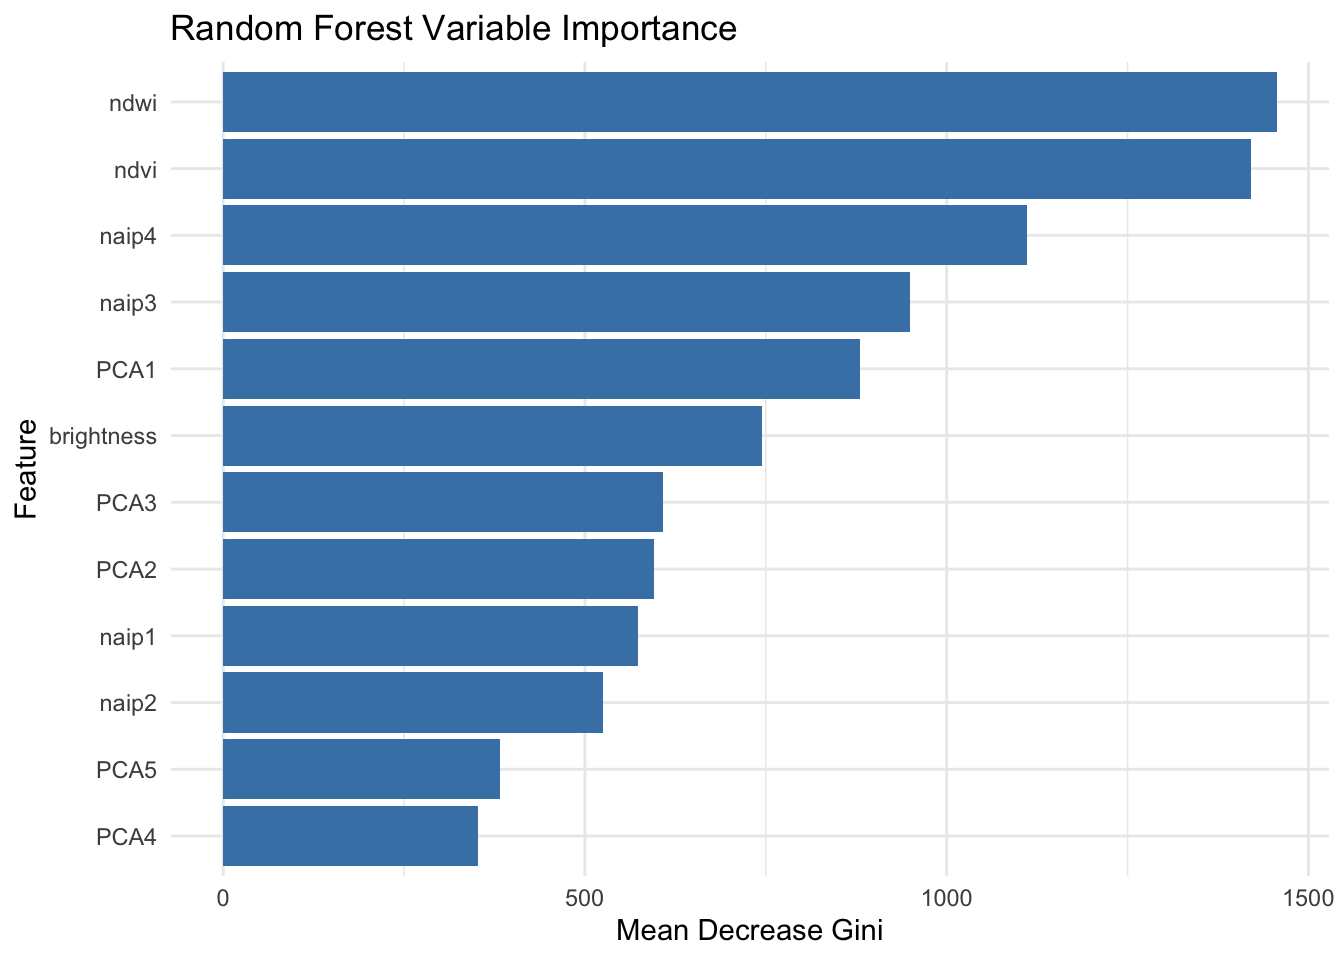 Random Forest Variable Importance
ndwi
ndvi
naip4
naip3
PCA1
brightness
PCA3
PCA2
naip1
naip2
PCA5
PCA4
Feature
0 500 1000 1500
Mean Decrease Gini